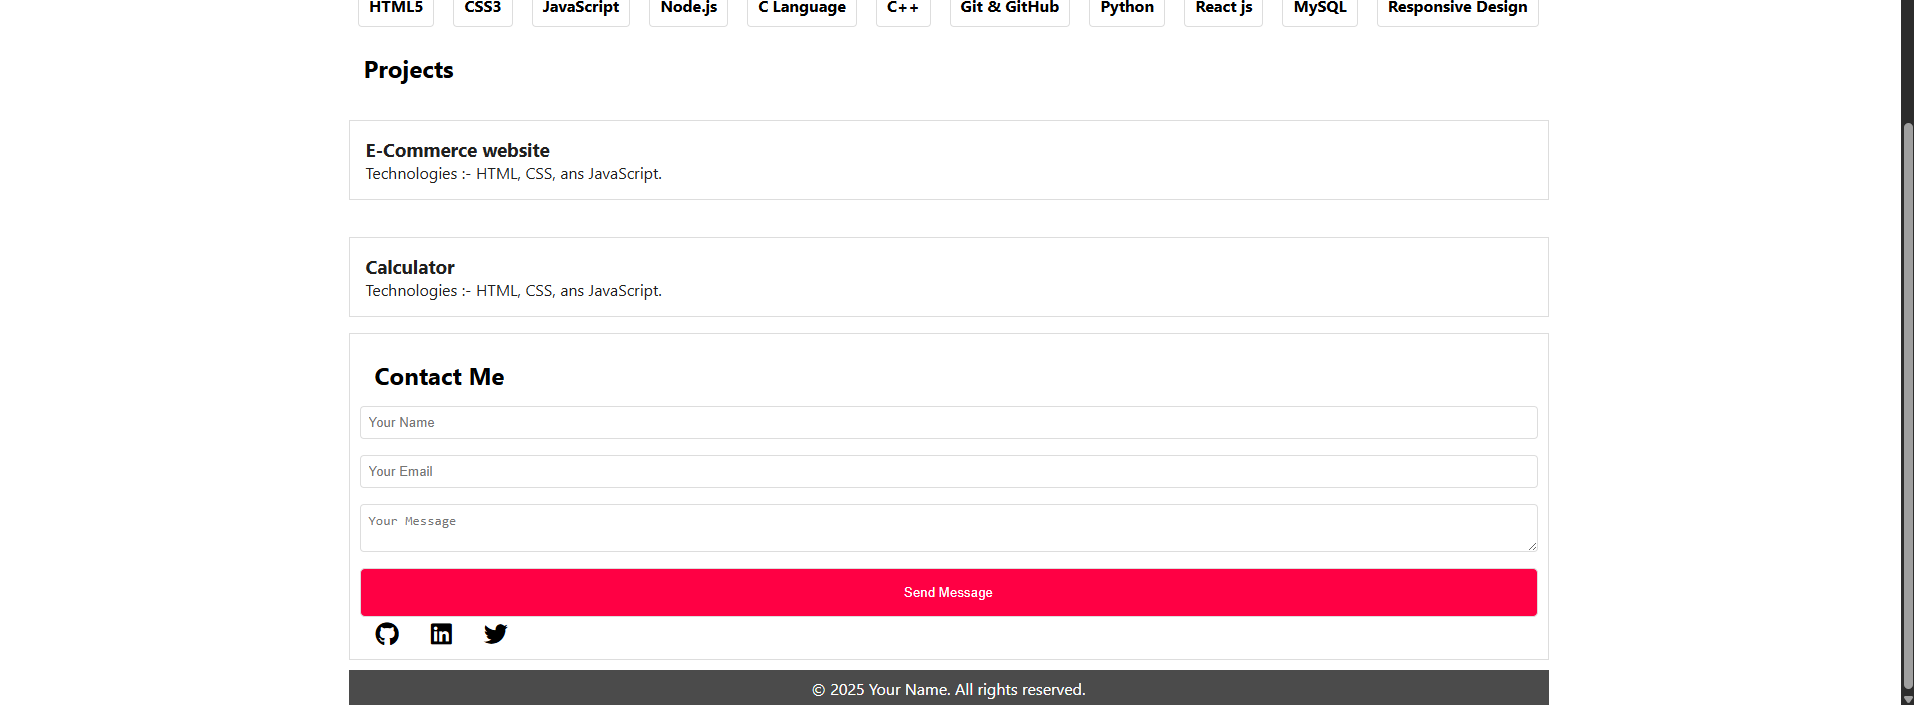 HTML5 CSS3 JavaScript Node.js C Language C++ Git & GitHub Python React js MySQL Responsive Design
Projects
E-Commerce website
Technologies :- HTML, CSS, ans JavaScript.
Calculator
Technologies :- HTML, CSS, ans JavaScript.
Contact Me
Your Name
Your Email
Your Message
Send Message
© 2025 Your Name. All rights reserved.